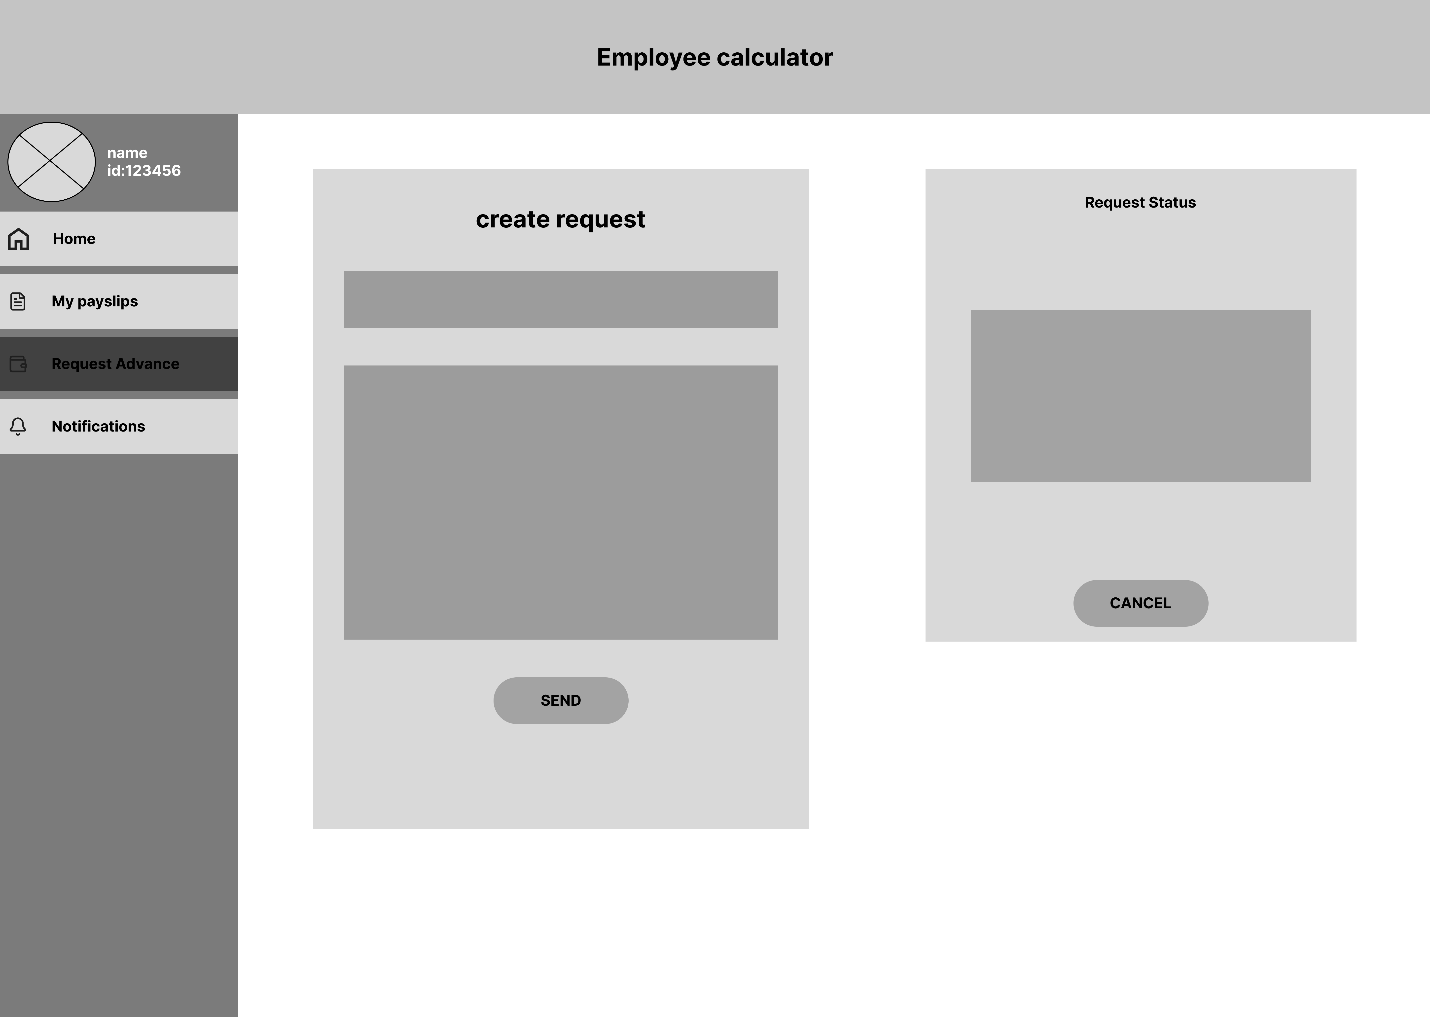 Employee calculator
name
id:123456
Home
My payslips
Request Advance
Notifications
create request
SEND
Request Status
CANCEL